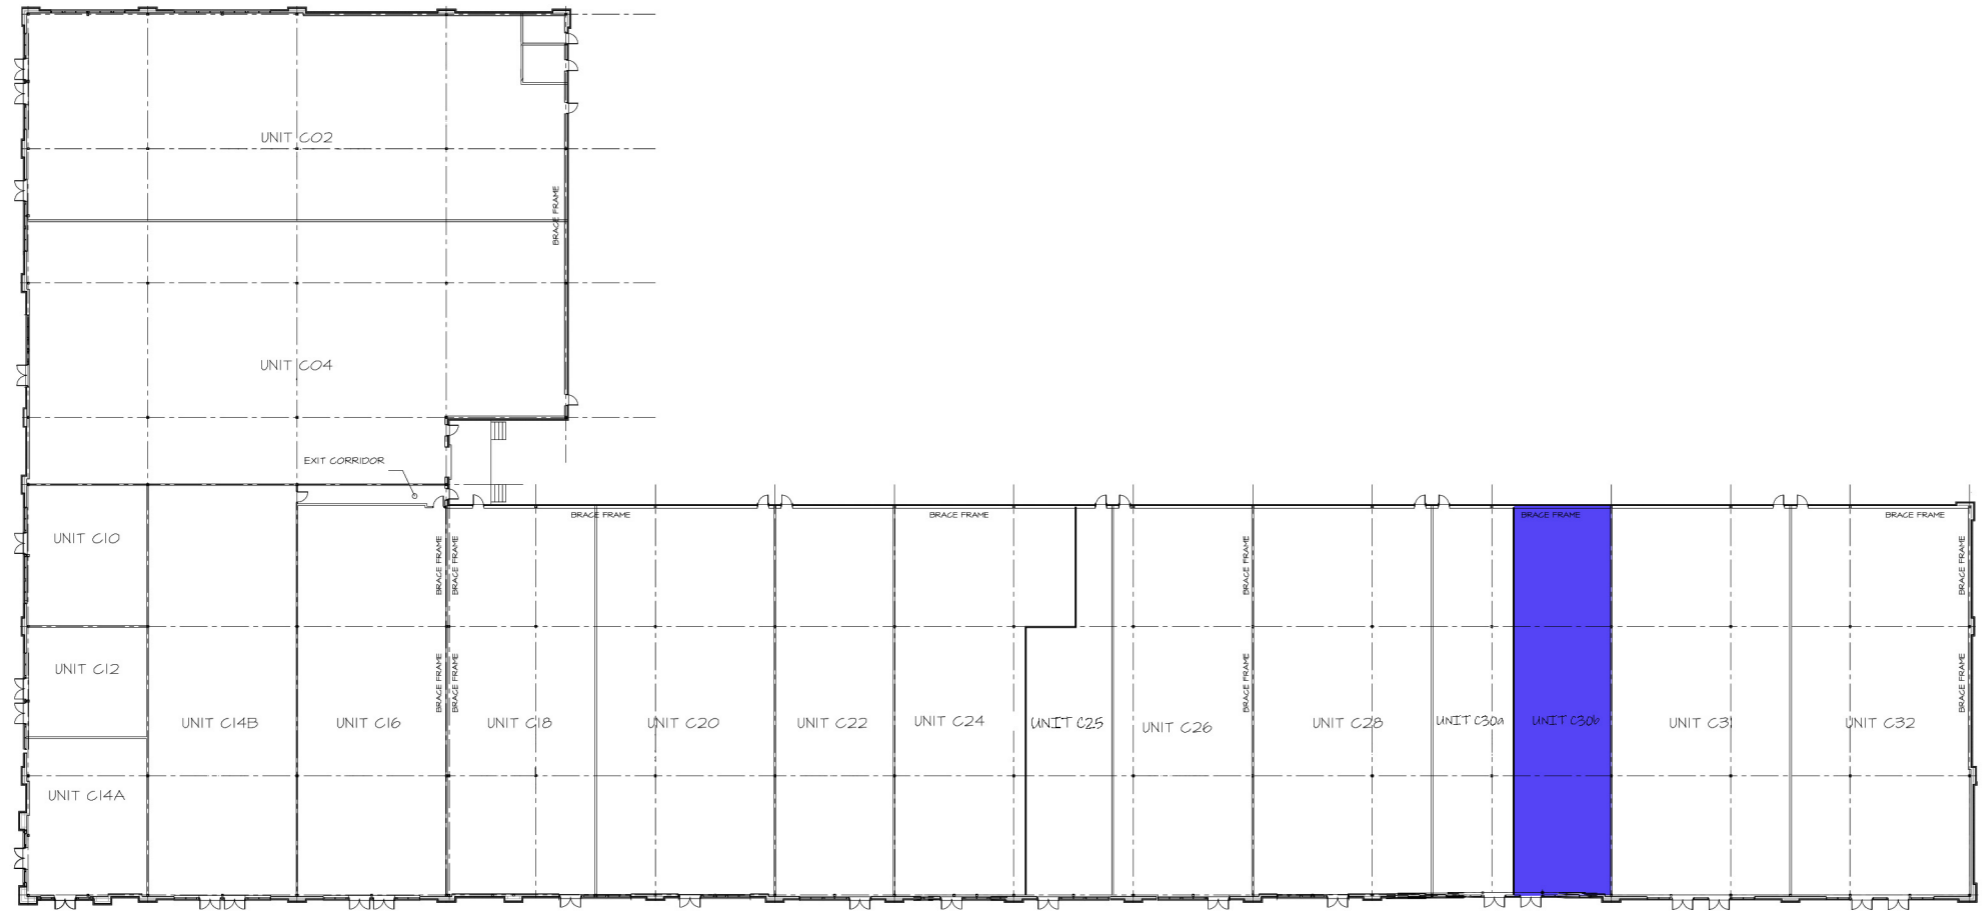 UNIT C02
BRACE FRAME
UNIT C04
EXIT CORRIDOR
BRACE FRAME
BRACE FRAME
BRACE FRAME
BRACE FRAME
UNIT C10
BRACE FRAME
BRACE FRAME
BRACE FRAME
BRACE FRAME
UNIT C12
BRACE FRAME
BRACE FRAME
BRACE FRAME
BRACE FRAME
UNIT C14B
UNIT C16
UNIT C18
UNIT C20
UNIT C22
UNIT C24
UNIT C25
UNIT C26
UNIT C28
UNIT C30a
UNIT C30b
UNIT C31
UNIT C32
UNIT C14A